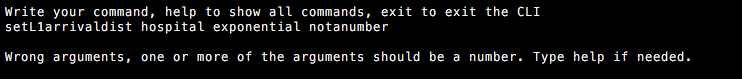 Write your command, help to show all commands, exit to exit the CLI
setL1arrivaldist hospital exponential notanumber
Wrong arguments, one or more of the arguments should be a number. Type help if needed.